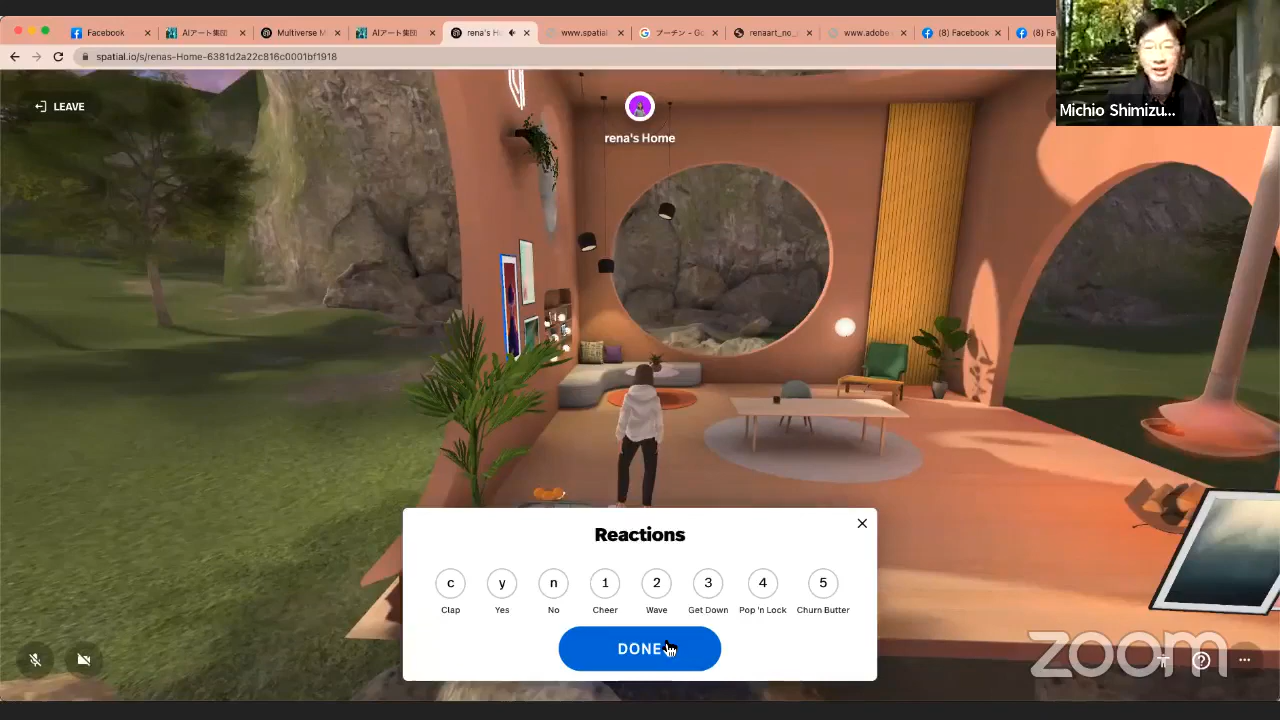 Facebook
AIアート集団
Multiverse M
AIアート集団
rena's H
www.spatial
プーチン - Go
renaart_no_
www.adobe
(8) Facebook
(8) Fa
spatial.io/s/renas-Home-6381d2a22c816c0001bf1918
Michio Shimizu...
LEAVE
rena's Home
Reactions
c y n 1 2 3 4 5
Clap Yes No Cheer Wave Get Down Pop 'n Lock Churn Butter
DONE
zoom